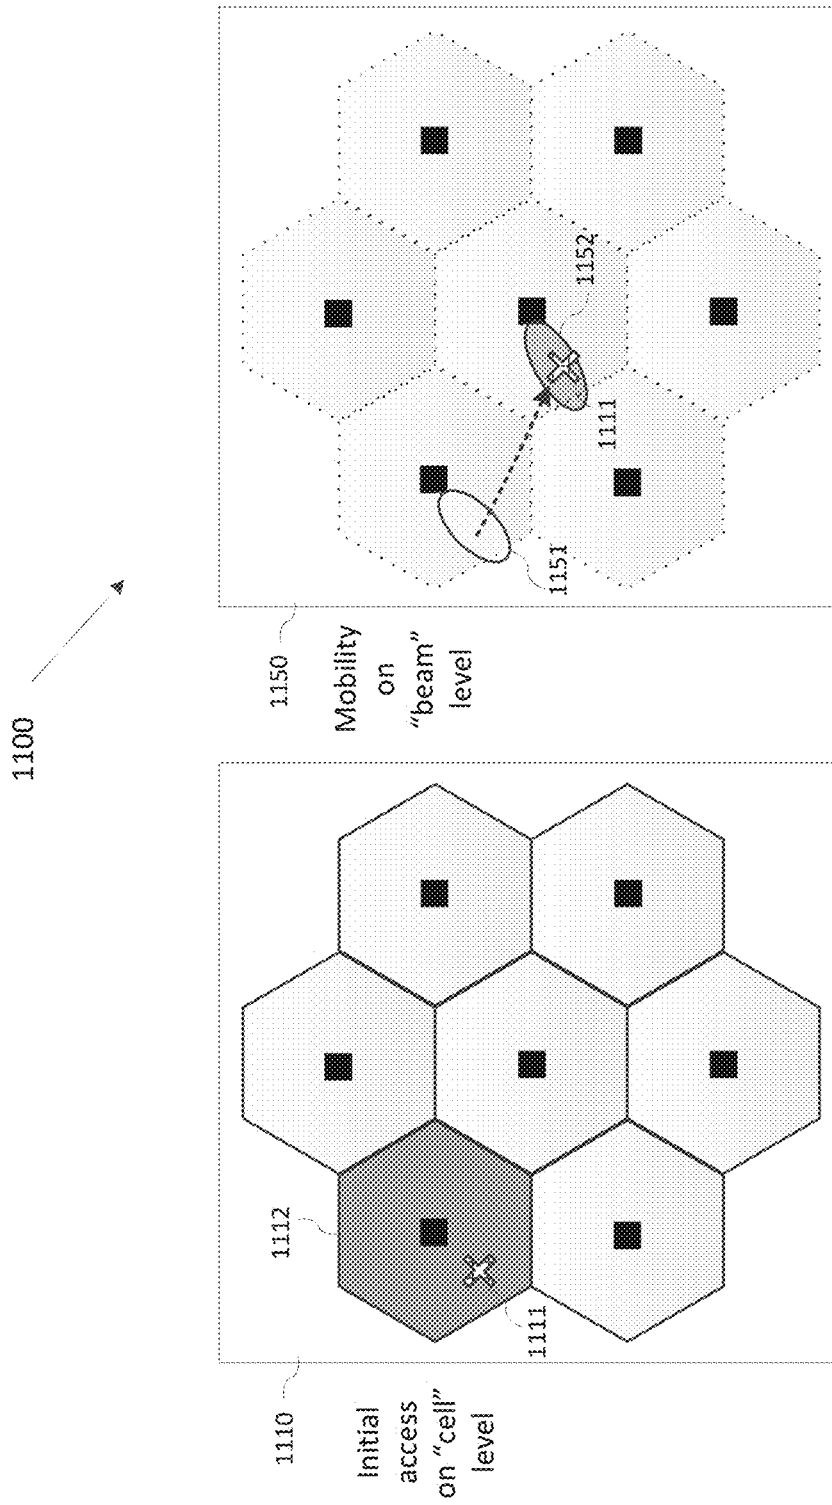 1100
1110
Initial
access
on “cell”
level
1112
1111
1150
Mobility
on
“beam”
level
1151
1152
1111